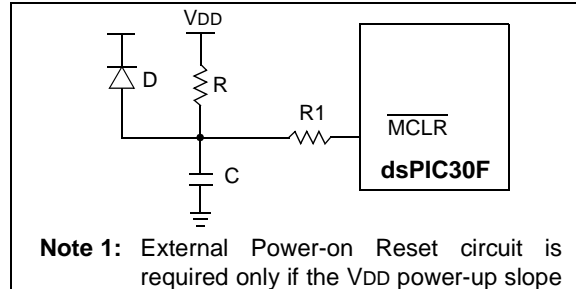 VDD
D
R
R1
MCLR
dsPIC30F
C
Note 1: External Power-on Reset circuit is
required only if the VDD power-up slope